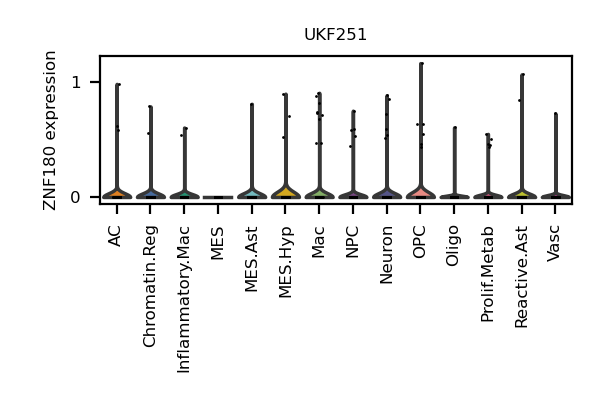 UKF251
ZNF180 expression
1
0
AC
Chromatin.Reg
Inflammatory.Mac
MES
MES.Ast
MES.Hyp
Mac
NPC
Neuron
OPC
Oligo
Prolif.Metab
Reactive.Ast
Vasc